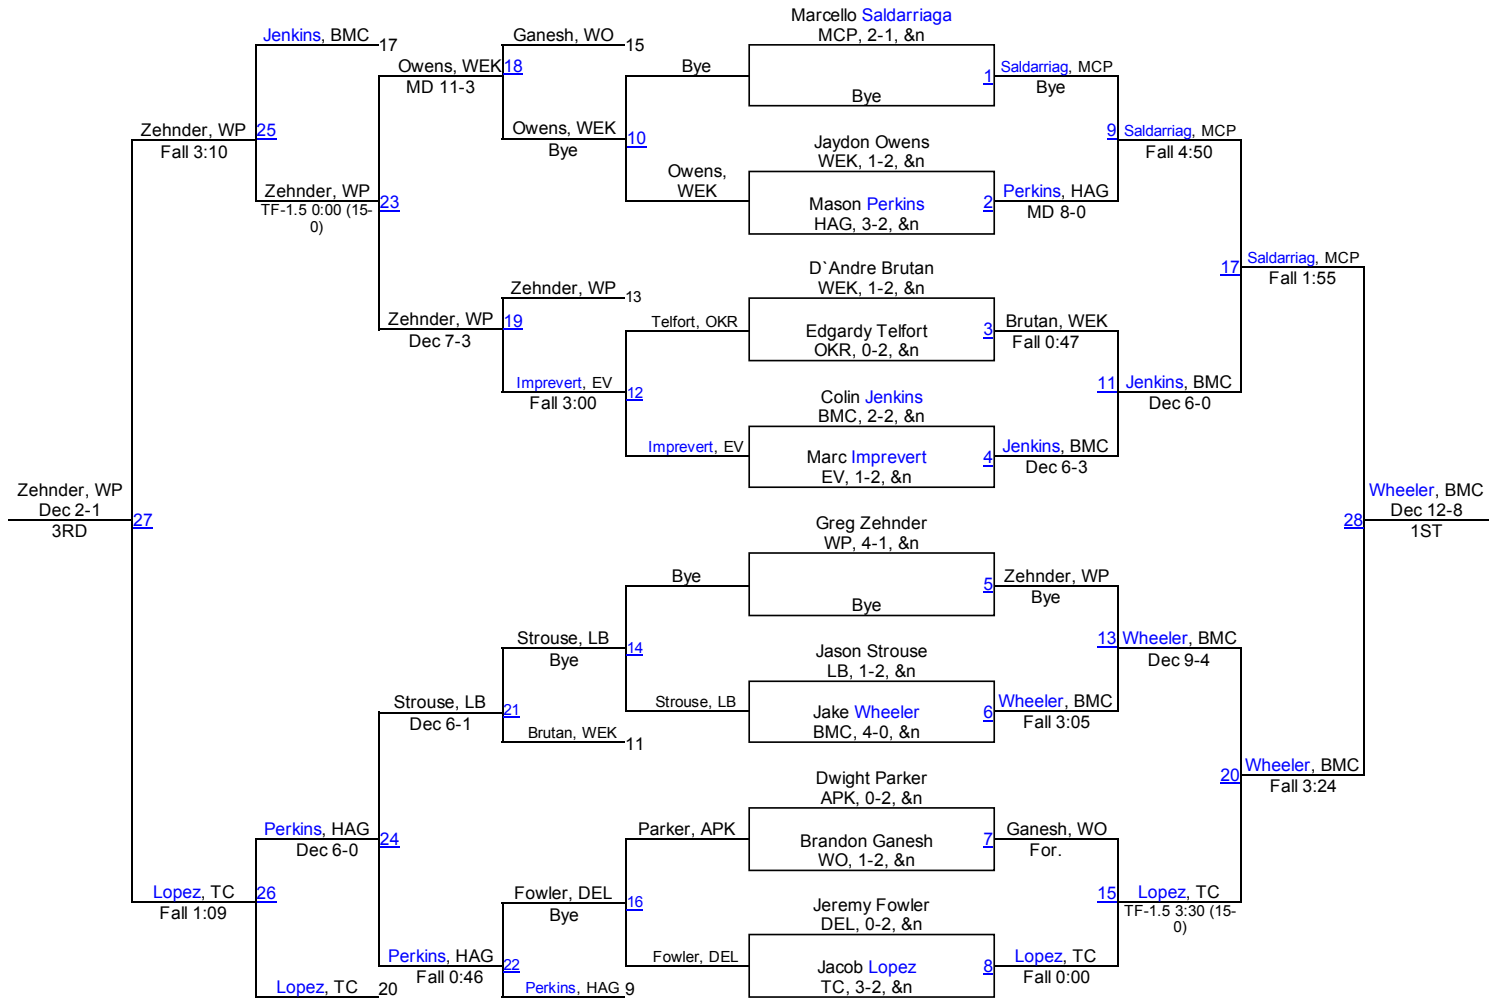 Marcello Saldarriaga
MCP, 2-1, &n
Bye
1
Jaydon Owens
WEK, 1-2, &n
Mason Perkins
HAG, 3-2, &n
2
D`Andre Brutan
WEK, 1-2, &n
Edgardy Telfort
OKR, 0-2, &n
3
Colin Jenkins
BMC, 2-2, &n
Marc Imprevert
EV, 1-2, &n
4
Greg Zehnder
WP, 4-1, &n
Bye
5
Jason Strouse
LB, 1-2, &n
Jake Wheeler
BMC, 4-0, &n
6
Dwight Parker
APK, 0-2, &n
Brandon Ganesh
WO, 1-2, &n
7
Jeremy Fowler
DEL, 0-2, &n
Jacob Lopez
TC, 3-2, &n
8
Saldarriag, MCP
Bye
9
Perkins, HAG
MD 8-0
Brutan, WEK
Fall 0:47
11
Jenkins, BMC
Dec 6-3
Zehnder, WP
Bye
13
Wheeler, BMC
Fall 3:05
Ganesh, WO
For.
15
Lopez, TC
Fall 0:00
Saldarriag, MCP
Fall 4:50
17
Jenkins, BMC
Dec 6-0
Wheeler, BMC
Dec 9-4
20
Lopez, TC
TF-1.5 3:30 (15-
0)
Saldarriag, MCP
Fall 1:55
28
Wheeler, BMC
Fall 3:24
Wheeler, BMC
Dec 12-8
1ST
Bye
10
Owens,
WEK
Telfort, OKR
12
Imprevert, EV
Bye
14
Strouse, LB
Parker, APK
16
Fowler, DEL
Ganesh, WO
15
18
Owens, WEK
Bye
Zehnder, WP
13
19
Imprevert, EV
Fall 3:00
Strouse, LB
Bye
21
Brutan, WEK
11
Fowler, DEL
Bye
22
Perkins, HAG
9
Owens, WEK
MD 11-3
23
Zehnder, WP
Dec 7-3
Strouse, LB
Dec 6-1
24
Perkins, HAG
Fall 0:46
Jenkins, BMC
17
25
Zehnder, WP
TF-1.5 0:00 (15-
0)
Perkins, HAG
Dec 6-0
26
Lopez, TC
20
Zehnder, WP
Fall 3:10
27
Lopez, TC
Fall 1:09
Zehnder, WP
Dec 2-1
3RD